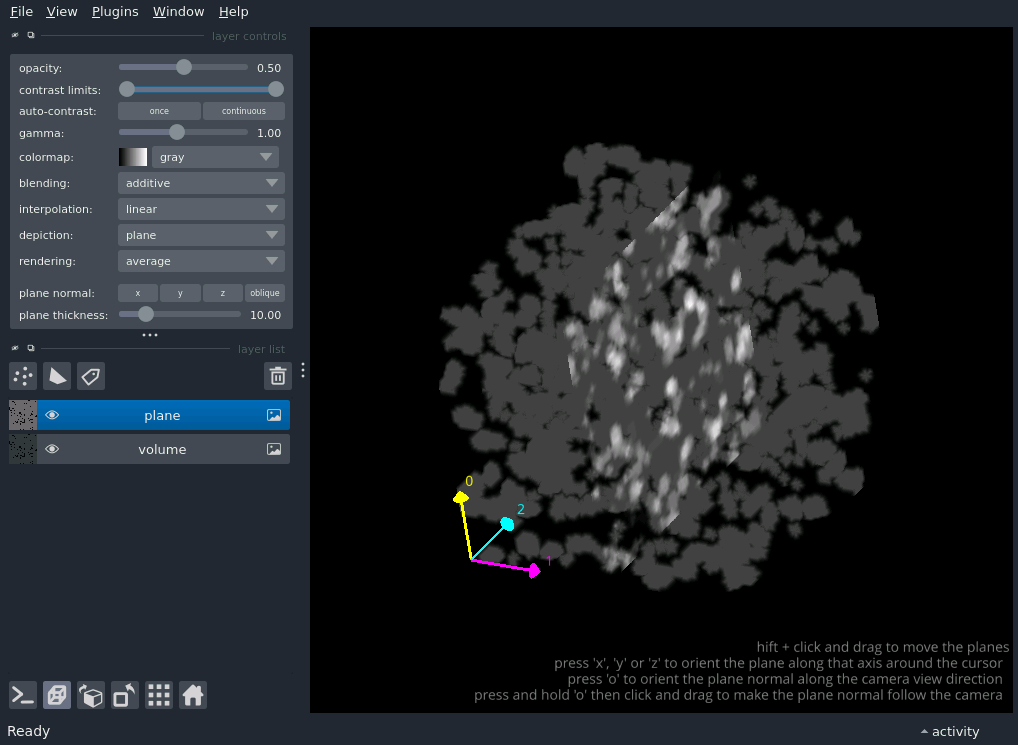 File View Plugins Window Help
layer controls
opacity: 0.50
contrast limits:
auto-contrast: once continuous
gamma: 1.00
colormap: gray
blending: additive
interpolation: linear
depiction: plane
rendering: average
plane normal: x y z oblique
plane thickness: 10.00
layer list
plane
volume
0
2
1
hift + click and drag to move the planes
press 'x', 'y' or 'z' to orient the plane along that axis around the cursor
press 'o' to orient the plane normal along the camera view direction
press and hold 'o' then click and drag to make the plane normal follow the camera
Ready activity